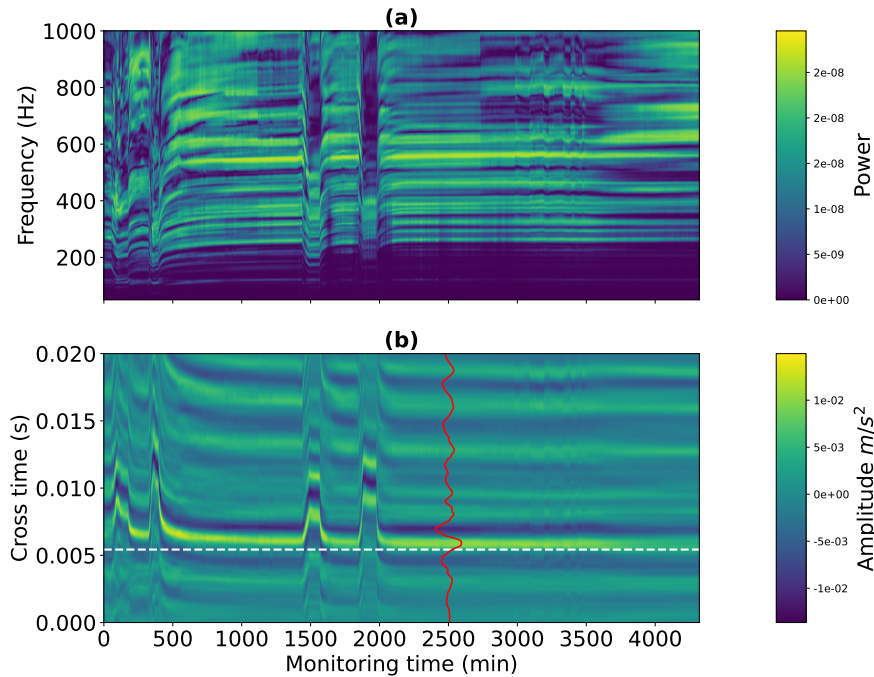 (a)
1000
800
600
400
200
Frequency (Hz)
2e-08
2e-08
2e-08
1e-08
5e-09
0e+00
Power
(b)
0.020
0.015
0.010
0.005
0.000
Cross time (s)
0 500 1000 1500 2000 2500 3000 3500 4000
Monitoring time (min)
1e-02
5e-03
0e+00
-5e-03
-1e-02
Amplitude m/s²